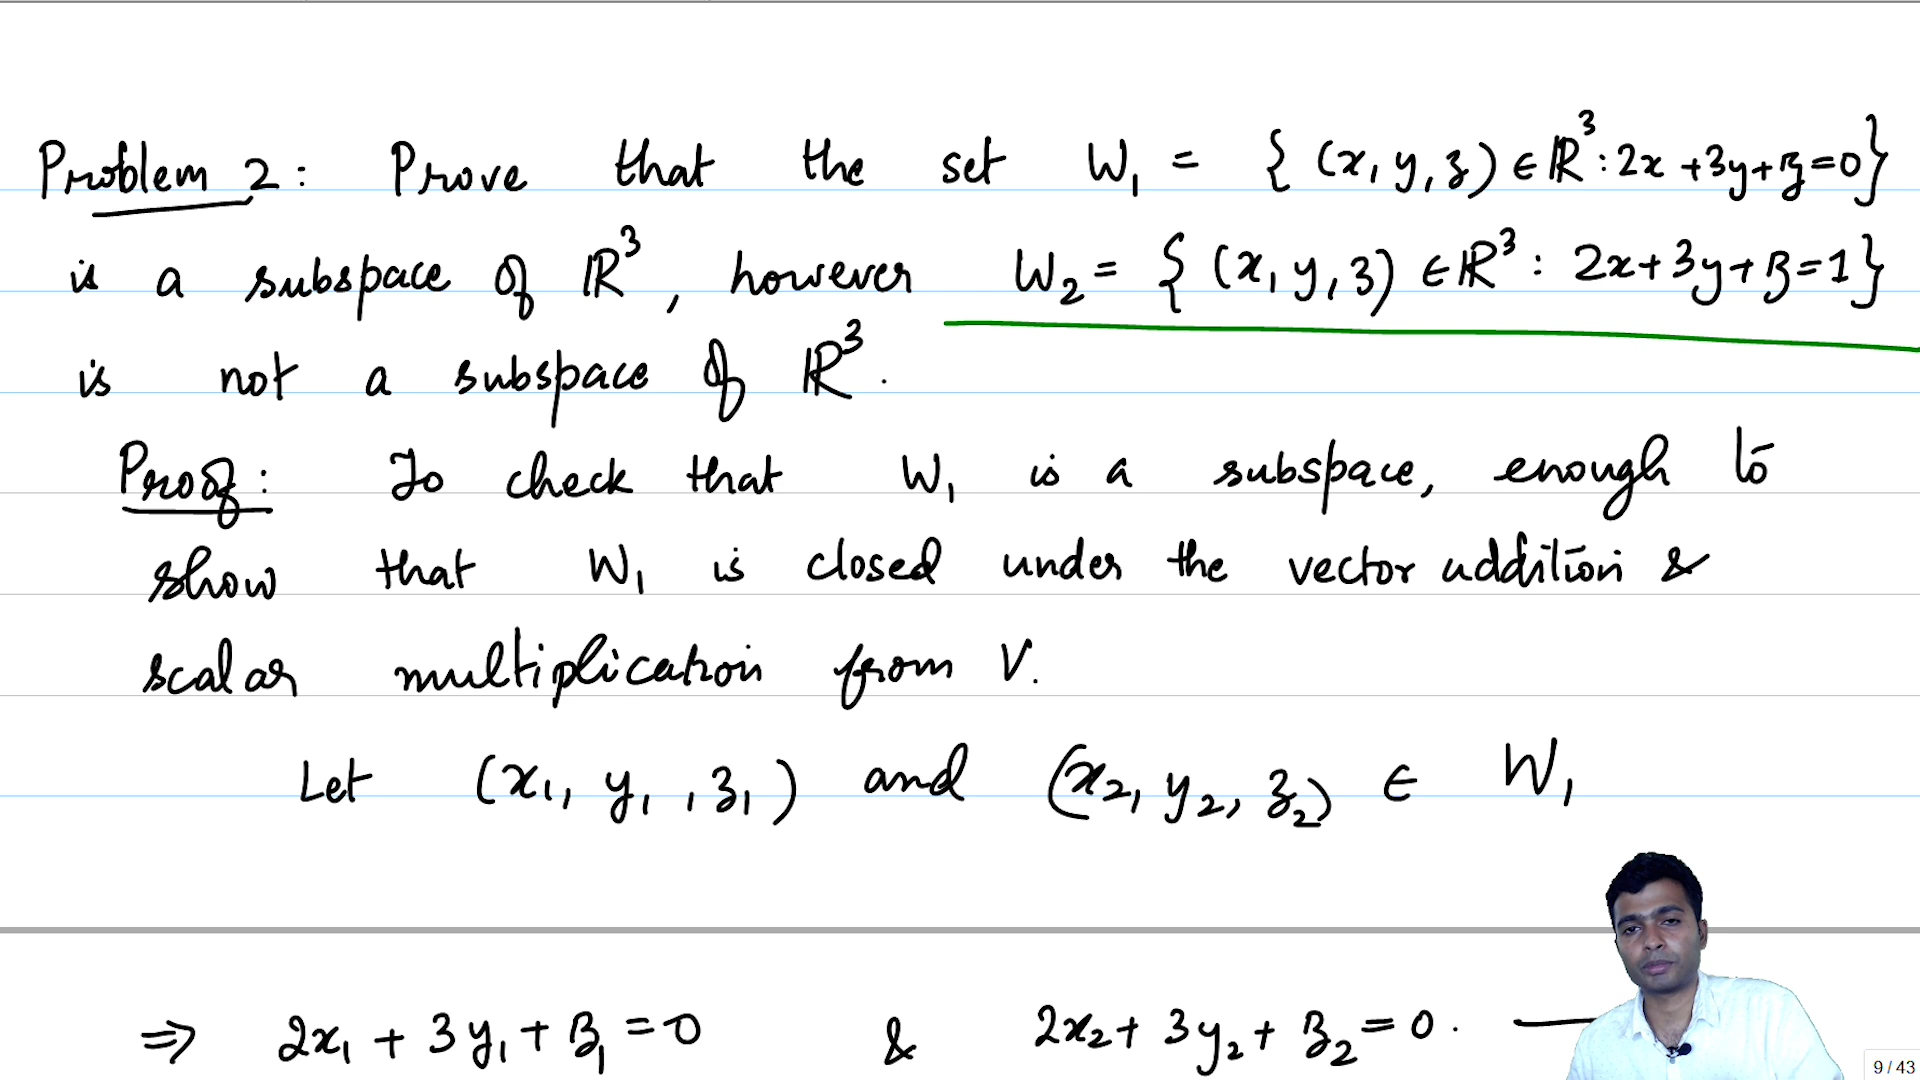 Problem 2: Prove that the set W₁ = { (x, y, z) ∈ ℝ³ : 2x + 3y + z = 0}
is a subspace of ℝ³, however W₂ = { (x, y, z) ∈ ℝ³ : 2x + 3y + z = 1}
is not a subspace of ℝ³.
Proof: To check that W₁ is a subspace, enough to
show that W₁ is closed under the vector addition &
scalar multiplication from V.
Let (x₁, y₁, z₁) and (x₂, y₂, z₂) ∈ W₁
⇒ 2x₁ + 3y₁ + z₁ = 0 & 2x₂ + 3y₂ + z₂ = 0. —
9 / 43